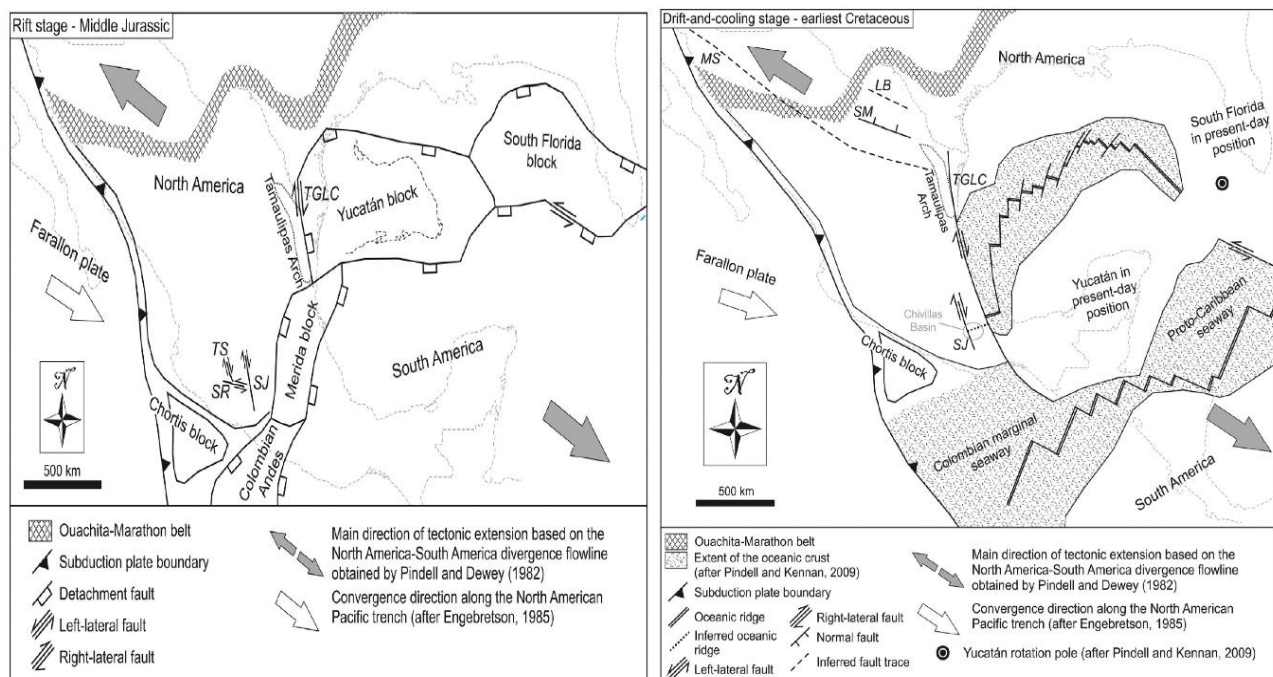 Rift stage - Middle Jurassic
North America
South Florida
block
Tamaulipas Arch
TGLC
Yucatán block
Farallon plate
Merida block
South America
TS
SR
SJ
N
Chortis block
Colombian
Andes
500 km
Ouachita-Marathon belt
Subduction plate boundary
Detachment fault
Left-lateral fault
Right-lateral fault
Main direction of tectonic extension based on the
North America-South America divergence flowline
obtained by Pindell and Dewey (1982)
Convergence direction along the North American
Pacific trench (after Engebretson, 1985)
Drift-and-cooling stage - earliest Cretaceous
MS
North America
LB
SM
South Florida
in present-day
position
Tamaulipas
Arch
TGLC
Farallon plate
Yucatán in
present-day
position
Chivillas
Basin
SJ
Proto-Caribbean
seaway
Chortis block
N
Colombian marginal
seaway
South America
500 km
Ouachita-Marathon belt
Extent of the oceanic crust
(after Pindell and Kennan, 2009)
Subduction plate boundary
Oceanic ridge
Inferred oceanic
ridge
Left-lateral fault
Right-lateral fault
Normal fault
Inferred fault trace
Main direction of tectonic extension based on the
North America-South America divergence flowline
obtained by Pindell and Dewey (1982)
Convergence direction along the North American
Pacific trench (after Engebretson, 1985)
Yucatán rotation pole (after Pindell and Kennan, 2009)